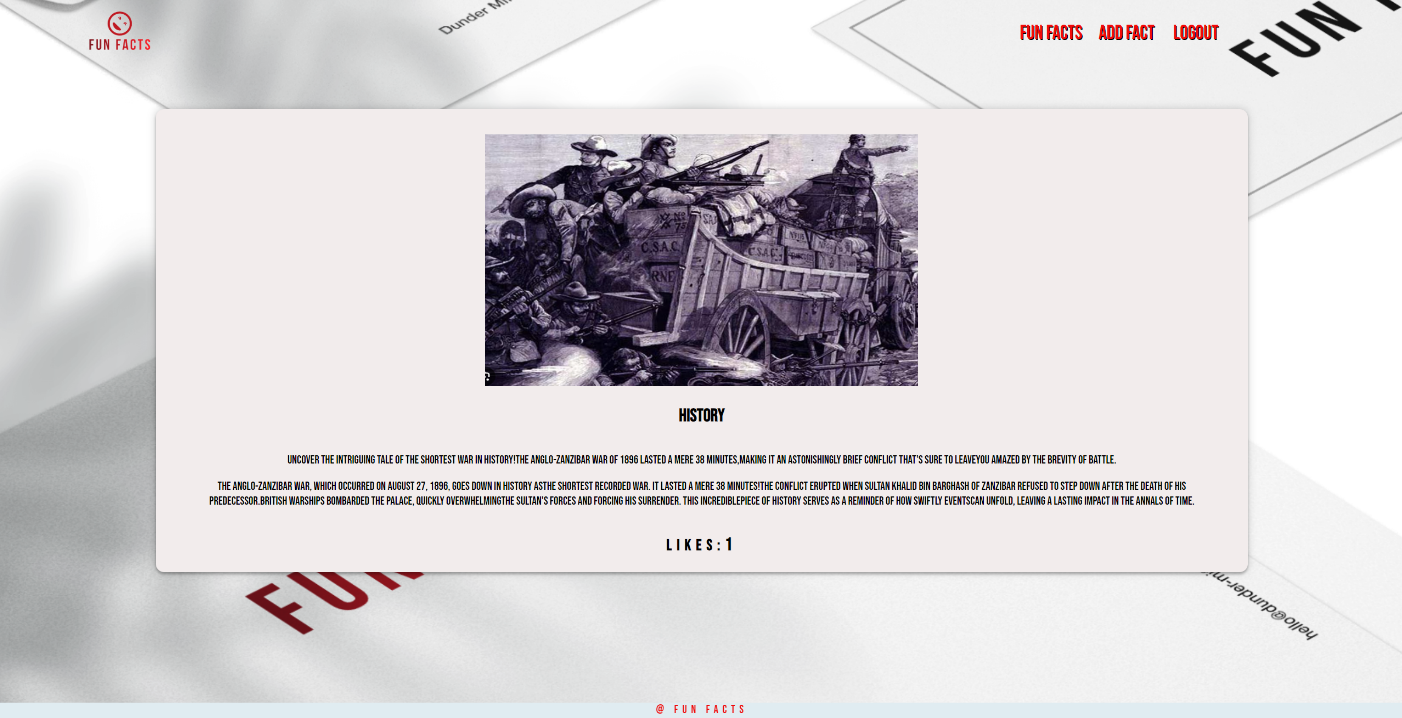 Dunder Mi
FUN FACTS
FUN FACTS ADD FACT LOGOUT
FUN
C.S.A.C.
C.S.A.C.
HISTORY
UNCOVER THE INTRIGUING TALE OF THE SHORTEST WAR IN HISTORY!THE ANGLO-ZANZIBAR WAR OF 1896 LASTED A MERE 38 MINUTES,MAKING IT AN ASTONISHINGLY BRIEF CONFLICT THAT'S SURE TO LEAVEYOU AMAZED BY THE BREVITY OF BATTLE.
THE ANGLO-ZANZIBAR WAR, WHICH OCCURRED ON AUGUST 27, 1896, GOES DOWN IN HISTORY ASTHE SHORTEST RECORDED WAR. IT LASTED A MERE 38 MINUTES!THE CONFLICT ERUPTED WHEN SULTAN KHALID BIN BARGHASH OF ZANZIBAR REFUSED TO STEP DOWN AFTER THE DEATH OF HIS
PREDECESSOR.BRITISH WARSHIPS BOMBARDED THE PALACE, QUICKLY OVERWHELMINGTHE SULTAN'S FORCES AND FORCING HIS SURRENDER. THIS INCREDIBLEPIECE OF HISTORY SERVES AS A REMINDER OF HOW SWIFTLY EVENTSCAN UNFOLD, LEAVING A LASTING IMPACT IN THE ANNALS OF TIME.
LIKES: 1
FUN
hello@dunder-mi
@ FUN FACTS